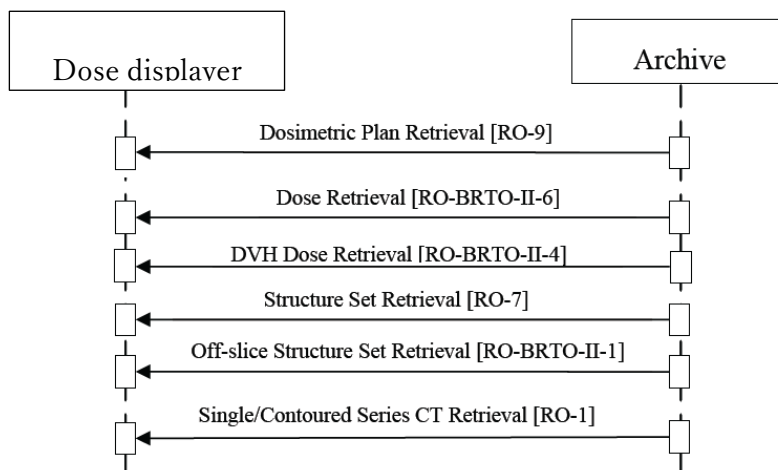 Dose displayer
Archive
Dosimetric Plan Retrieval [RO-9]
Dose Retrieval [RO-BRTO-II-6]
DVH Dose Retrieval [RO-BRTO-II-4]
Structure Set Retrieval [RO-7]
Off-slice Structure Set Retrieval [RO-BRTO-II-1]
Single/Contoured Series CT Retrieval [RO-1]